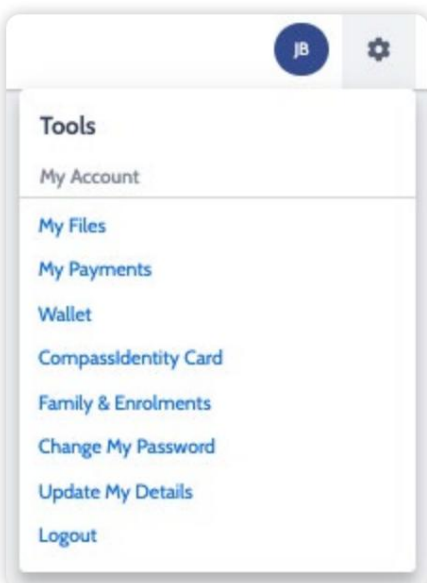 JB
Tools
My Account
My Files
My Payments
Wallet
CompassIdentity Card
Family & Enrolments
Change My Password
Update My Details
Logout